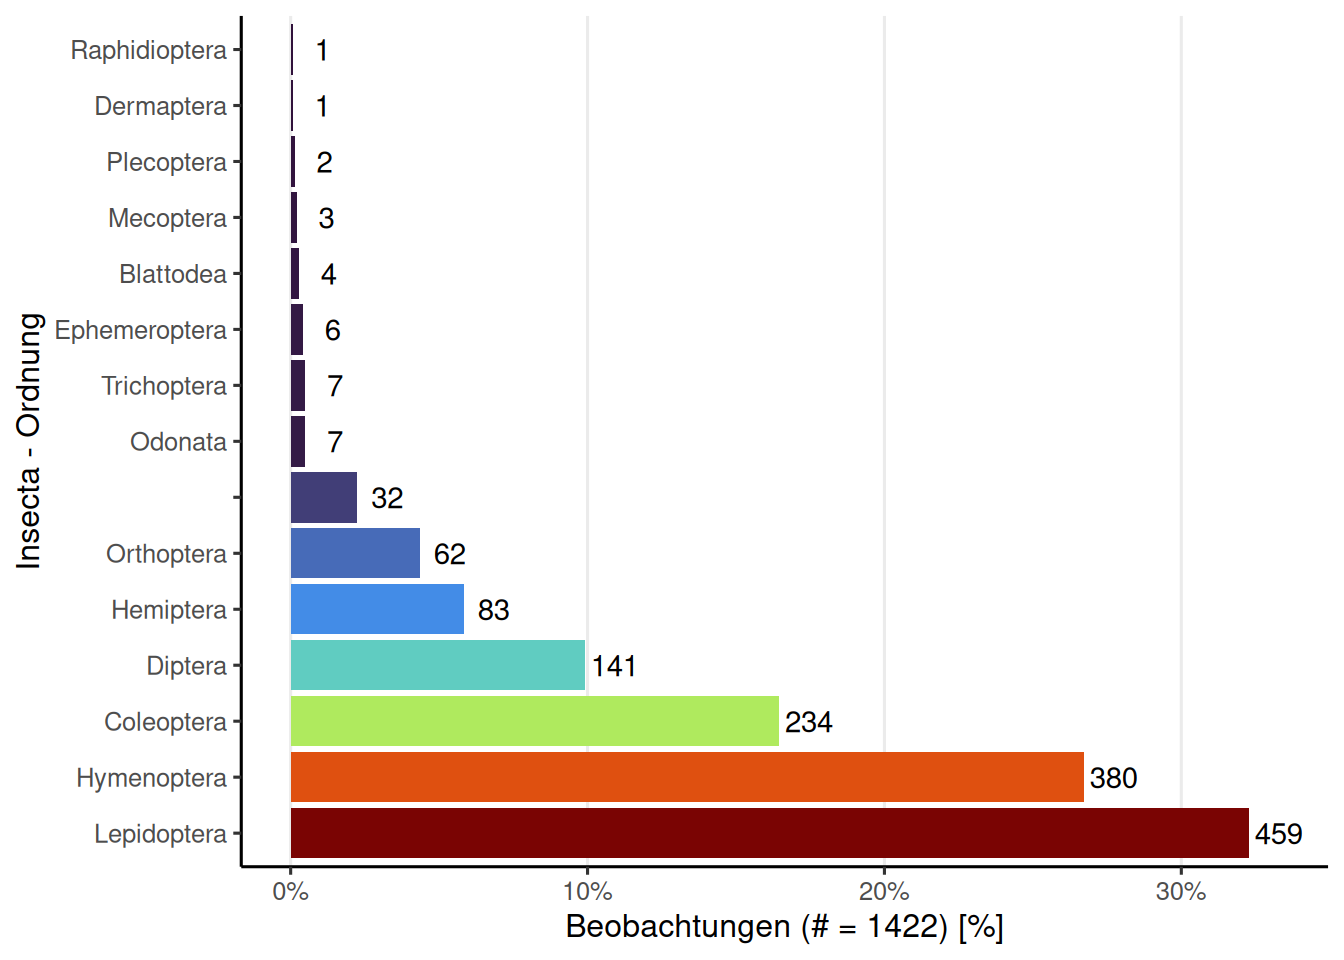 Insecta - Ordnung
Raphidioptera 1
Dermaptera 1
Plecoptera 2
Mecoptera 3
Blattodea 4
Ephemeroptera 6
Trichoptera 7
Odonata 7
32
Orthoptera 62
Hemiptera 83
Diptera 141
Coleoptera 234
Hymenoptera 380
Lepidoptera 459
0% 10% 20% 30%
Beobachtungen (# = 1422) [%]